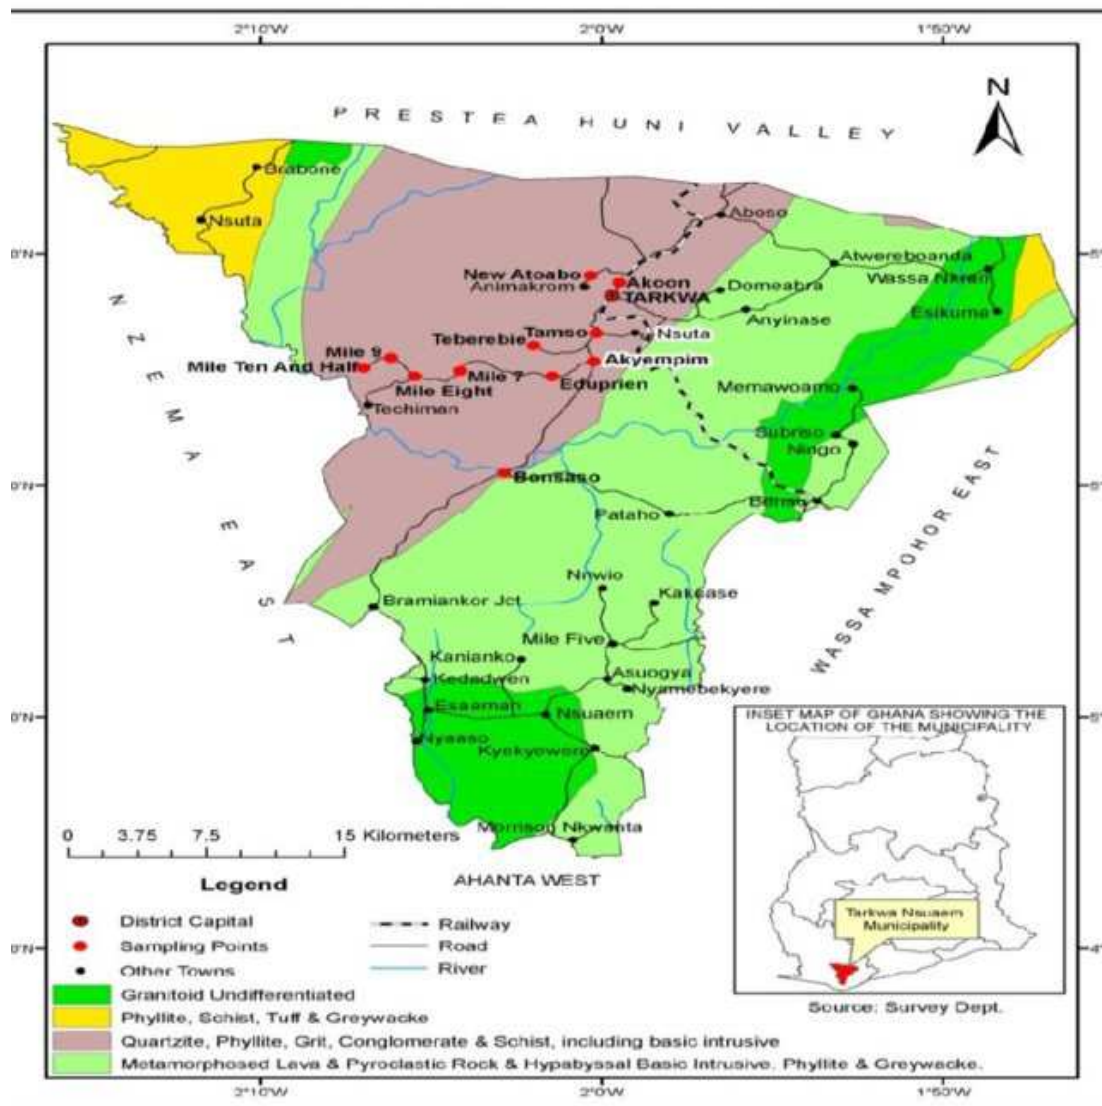 2°10'W 2°0'W 1°50'W
N
PRESTEA HUNI VALLEY
Brabone
Nsuta
Aboso
Atwereboanda
Wassa Nkran
New Atoabo
Animakrom
Akoon
TARKWA
Domeabra
Anyinase
Esikuma
Teberebie
Tamso
Nsuta
Mile 9
Mile Ten And Half
Akyempim
Mile 7
Eduprien
Mile Eight
Techiman
Memawoamo
NZEMA EAST
Subriso
Ningo
Bonsaso
Benso
Pataho
WASSA MPOHOR EAST
Nnwio
Bramiankor Jct
Mile Five
Kanianko
Asuogya
Kedadwen
Nyamebekyere
Esaaman
Nsuaem
INSET MAP OF GHANA SHOWING THE
LOCATION OF THE MUNICIPALITY
Morrison Nkwanta
0 3.75 7.5 15 Kilometers
AHANTA WEST
Legend
District Capital
Sampling Points
Other Towns
Railway
Road
River
Tarkwa Nsuaem
Municipality
Granitoid Undifferentiated
Source: Survey Dept.
Phyllite, Schist, Tuff & Greywacke
Quartzite, Phyllite, Grit, Conglomerate & Schist, including basic intrusive
Metamorphosed Lava & Pyroclastic Rock & Hypabyssal Basic Intrusive. Phyllite & Greywacke.
2°10'W 2°0'W 1°50'W